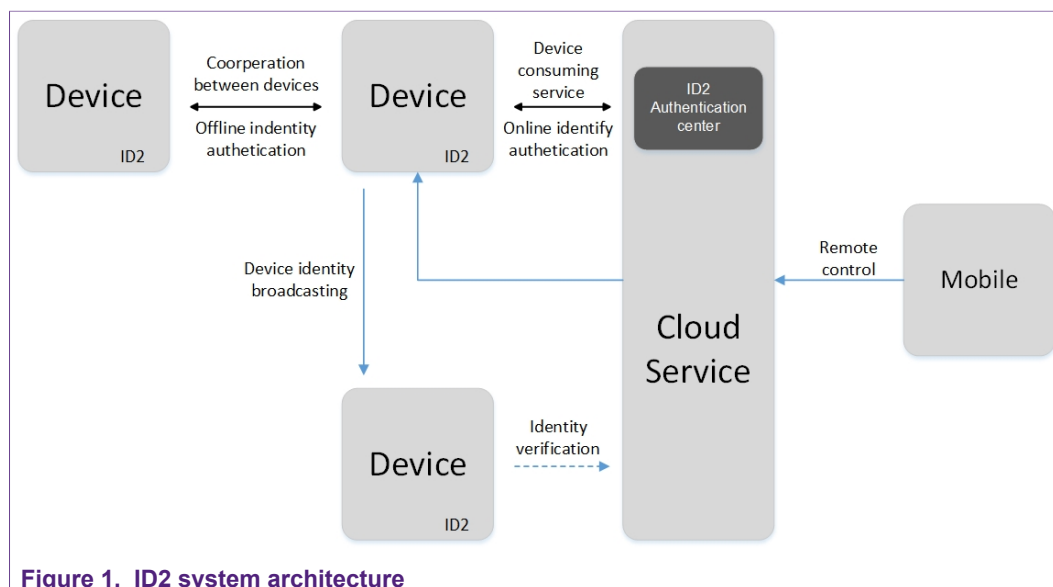 Device
ID2
Coorperation
between devices
Offline indentity
authetication
Device
ID2
Device
consuming
service
Online identify
authetication
ID2
Authentication
center
Device identity
broadcasting
Remote
control
Mobile
Cloud
Service
Device
ID2
Identity
verification
Figure 1. ID2 system architecture